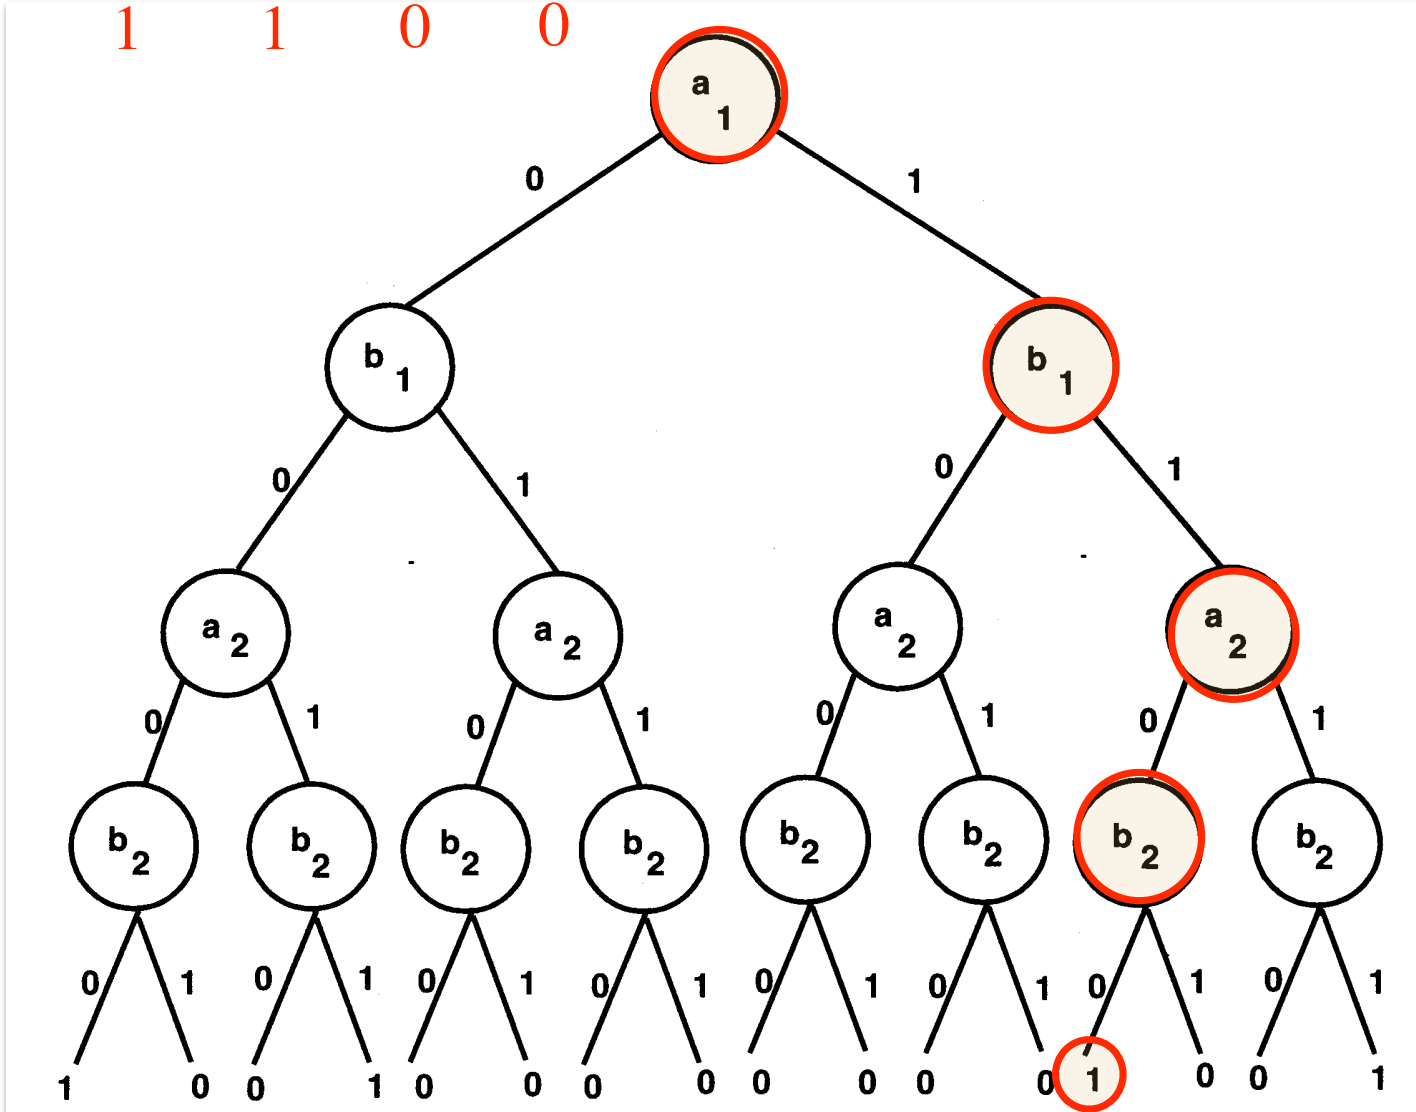 1 1 0 0
a 1
0 1
b 1 b 1
0 1 0 1
a 2 a 2 a 2 a 2
0 1 0 1 0 1 0 1
b 2 b 2 b 2 b 2 b 2 b 2 b 2 b 2
0 1 0 1 0 1 0 1 0 1 0 1 0 1 0 1
1 0 0 1 0 0 0 0 0 0 0 0 1 0 0 1